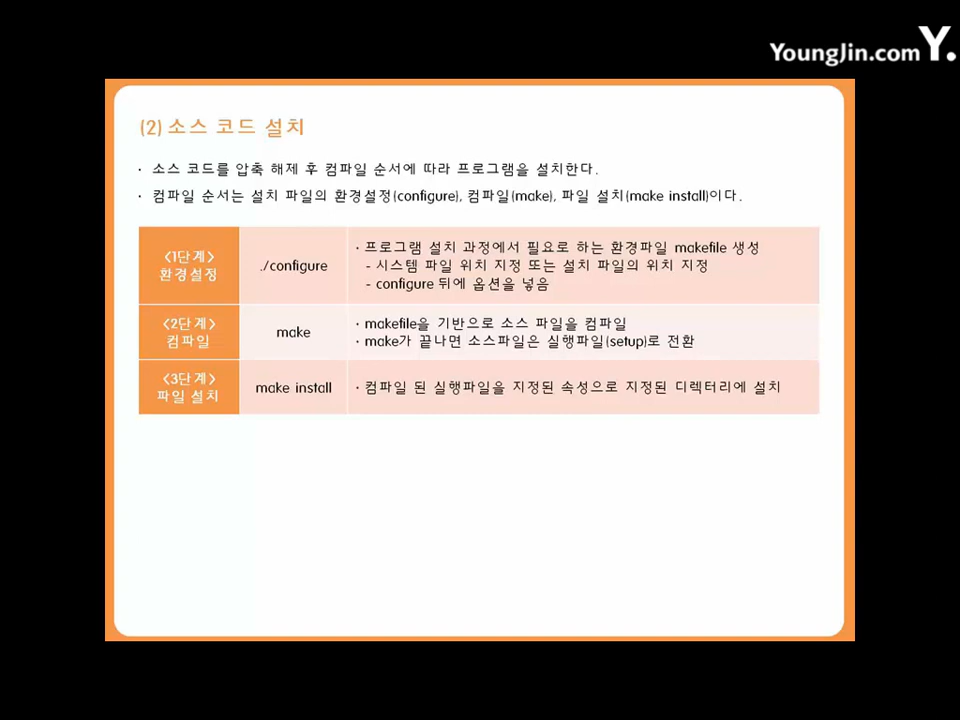 YoungJin.com Y.
(2) 소스 코드 설치
· 소스 코드를 압축 해제 후 컴파일 순서에 따라 프로그램을 설치한다.
· 컴파일 순서는 설치 파일의 환경설정(configure), 컴파일(make), 파일 설치(make install)이다.
<1단계>
환경설정
./configure
· 프로그램 설치 과정에서 필요로 하는 환경파일 makefile 생성
- 시스템 파일 위치 지정 또는 설치 파일의 위치 지정
- configure 뒤에 옵션을 넣음
<2단계>
컴파일
make
· makefile을 기반으로 소스 파일을 컴파일
· make가 끝나면 소스파일은 실행파일(setup)로 전환
<3단계>
파일 설치
make install
· 컴파일 된 실행파일을 지정된 속성으로 지정된 디렉터리에 설치